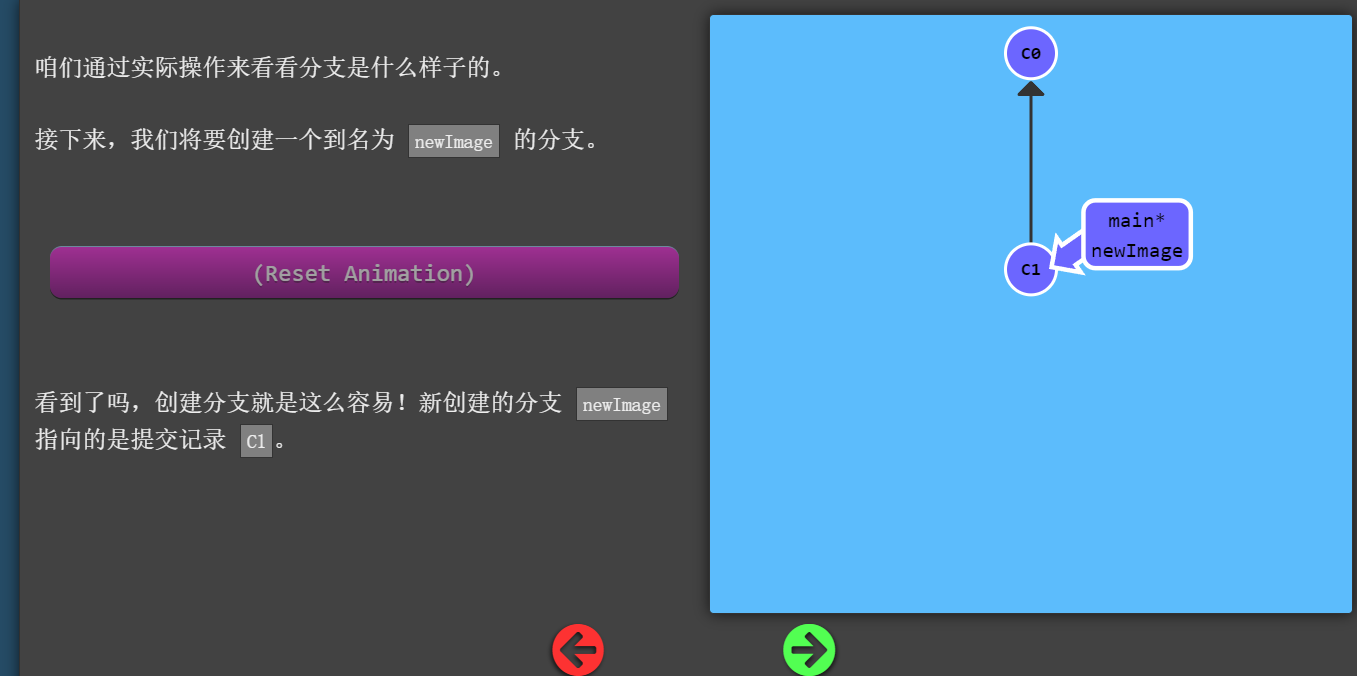 咱们通过实际操作来看看分支是什么样子的。
接下来，我们将要创建一个到名为 newImage 的分支。
(Reset Animation)
看到了吗，创建分支就是这么容易！新创建的分支 newImage
指向的是提交记录 C1。
C0
main*
newImage
C1